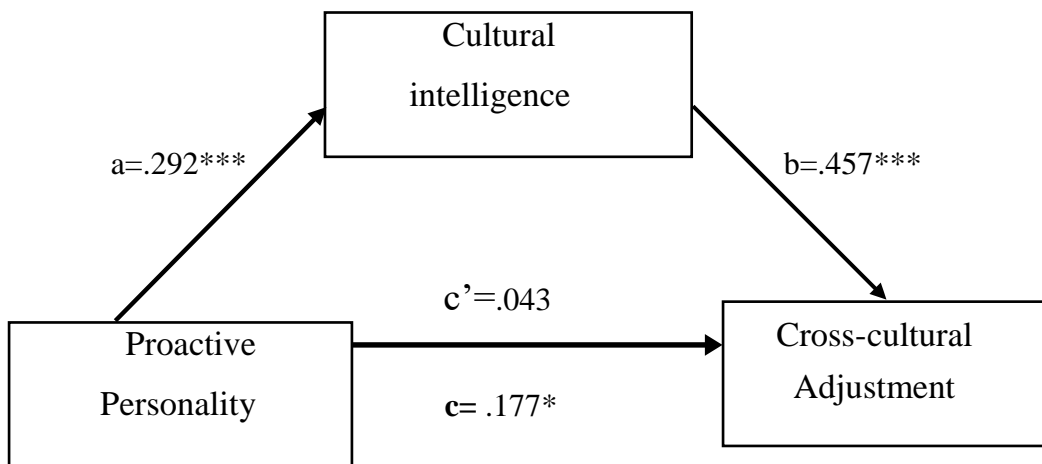 Cultural
intelligence
a=.292***
b=.457***
c’=.043
Proactive
Personality
Cross-cultural
Adjustment
c= .177*